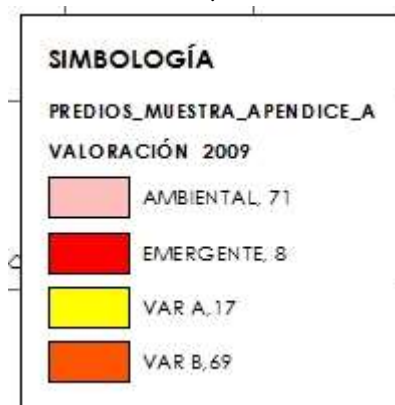 SIMBOLOGÍA
PREDIOS_MUESTRA_APENDICE_A
VALORACIÓN 2009
AMBIENTAL, 71
EMERGENTE, 8
VAR A, 17
VAR B, 69